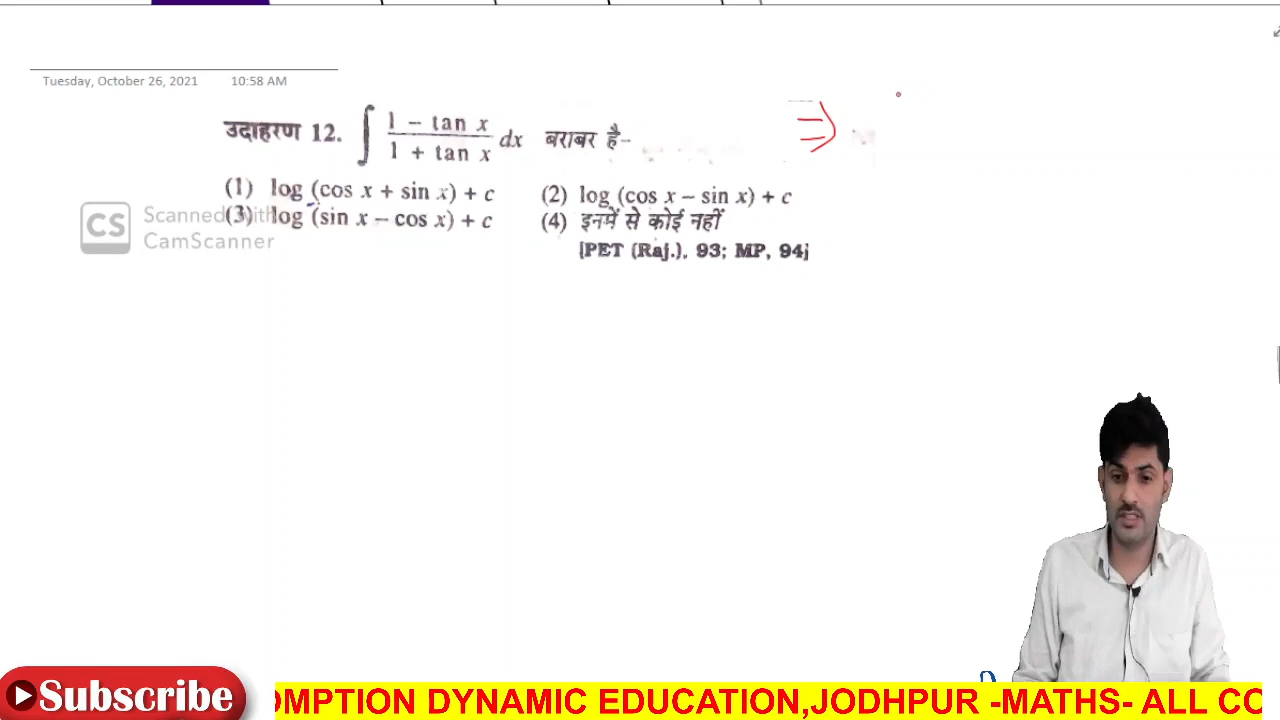 Tuesday, October 26, 2021 10:58 AM
उदाहरण 12. ∫ (1 − tan x)/(1 + tan x) dx बराबर है– ⇒
(1) log (cos x + sin x) + c (2) log (cos x − sin x) + c
(3) log (sin x − cos x) + c (4) इनमें से कोई नहीं
[PET (Raj.), 93; MP, 94]
CS Scanned with
CamScanner
Subscribe
OMPTION DYNAMIC EDUCATION,JODHPUR -MATHS- ALL CO